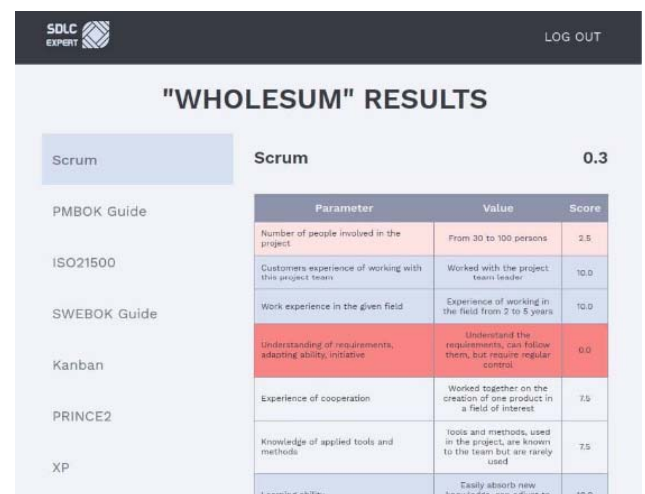 SDLC
EXPERT
LOG OUT
"WHOLESUM" RESULTS
Scrum
PMBOK Guide
ISO21500
SWEBOK Guide
Kanban
PRINCE2
XP
Scrum 0.3
Parameter Value Score
Number of people involved in the
project
From 30 to 100 persons
2.5
Customers experience of working with
this project team
Worked with the project
team leader
10.0
Work experience in the given field
Experience of working in
the field from 2 to 5 years
10.0
Understanding of requirements,
adapting ability, initiative
Understand the
requirements, can follow
them, but require regular
control
0.0
Experience of cooperation
Worked together on the
creation of one product in
a field of interest
7.5
Knowledge of applied tools and
methods
Tools and methods, used
in the project, are known
to the team but are rarely
used
7.5
Easily absorb new